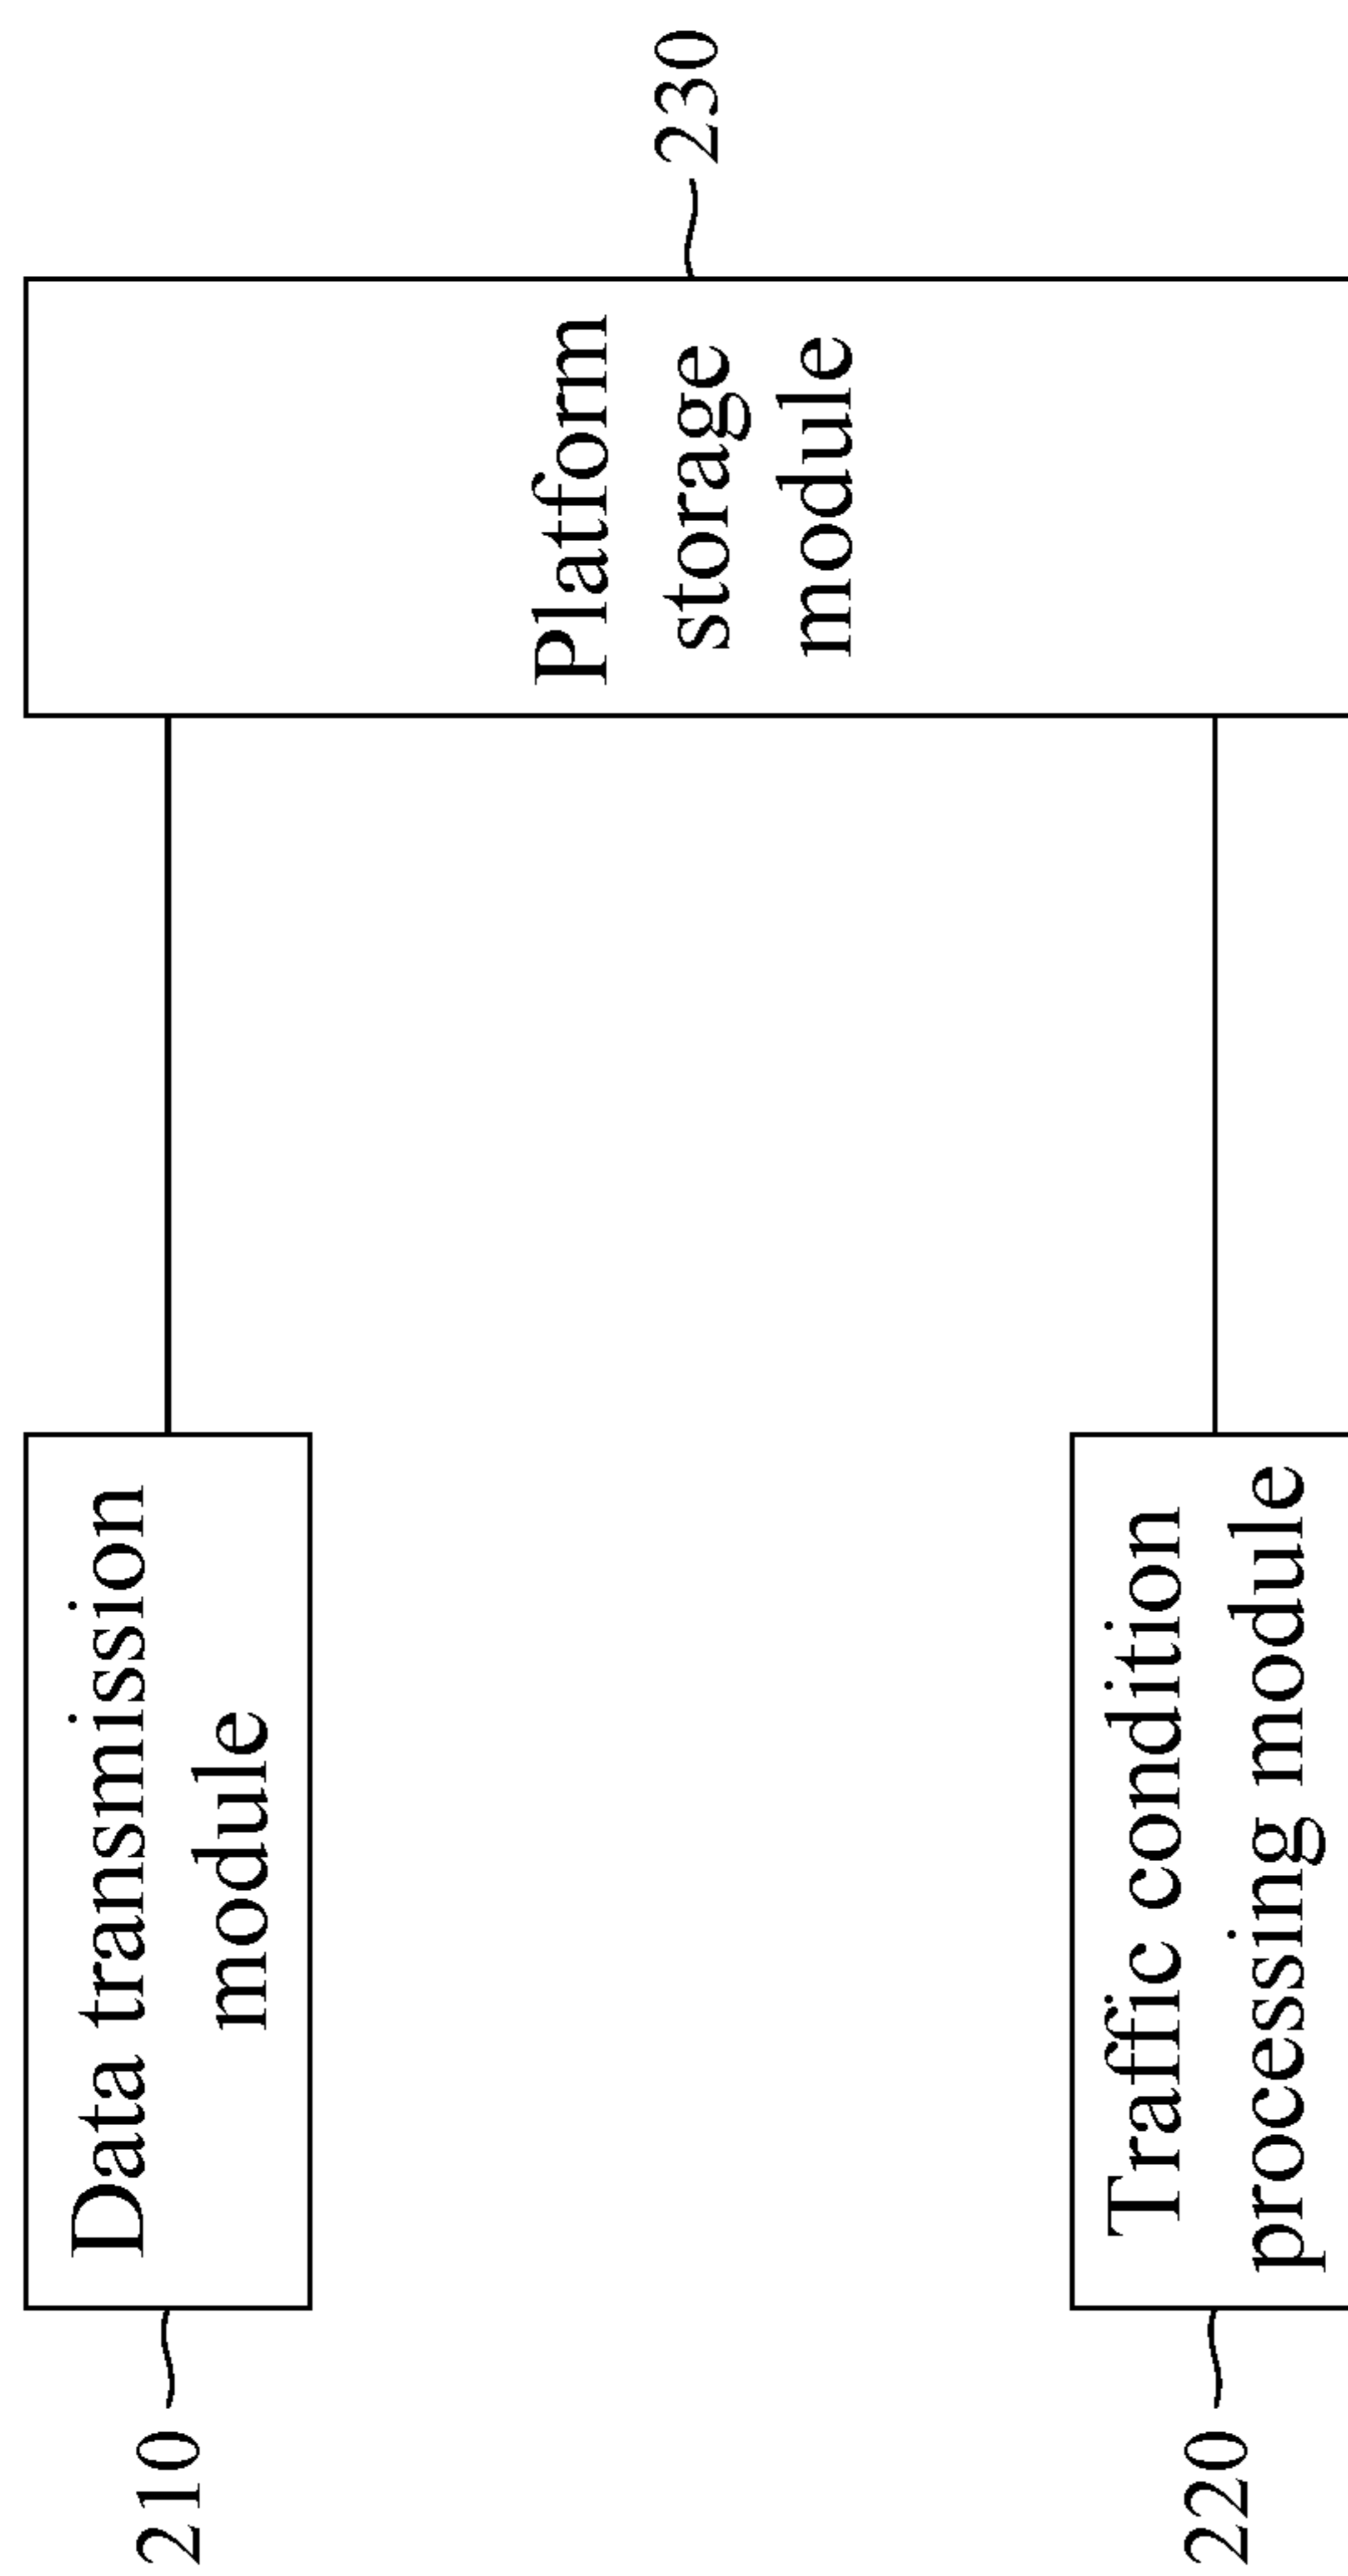 210
Data transmission
module
Platform
storage
module
230
220
Traffic condition
processing module